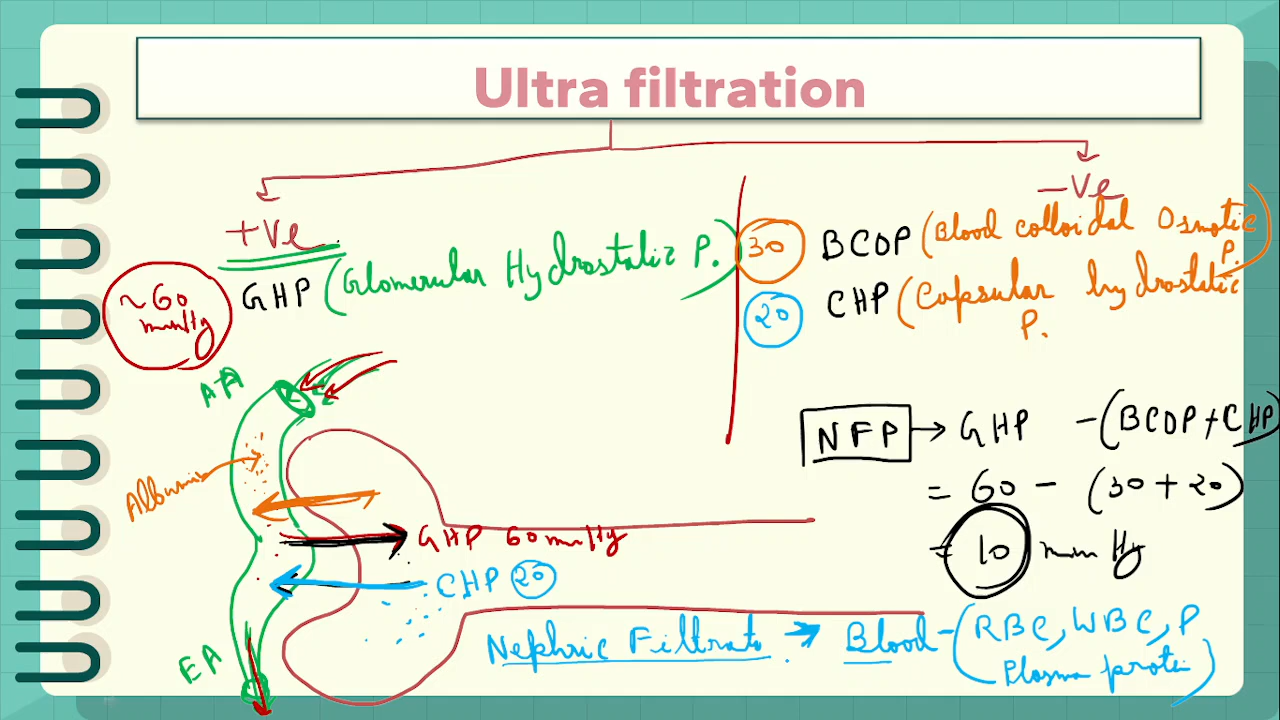 Ultra filtration
+ve
-ve
GHP (Glomerular Hydrostatic P.)
~60
mmHg
30 BCOP (Blood colloidal Osmotic
P.)
20 CHP (Capsular hydrostatic
P.
AA
Albumin
NFP → GHP - (BCOP + CHP)
= 60 - (30 + 20)
= 10 mmHg
GHP 60 mmHg
CHP 20
EA
Nephric Filtrate → Blood - (RBC, WBC, P
Plasma protein)